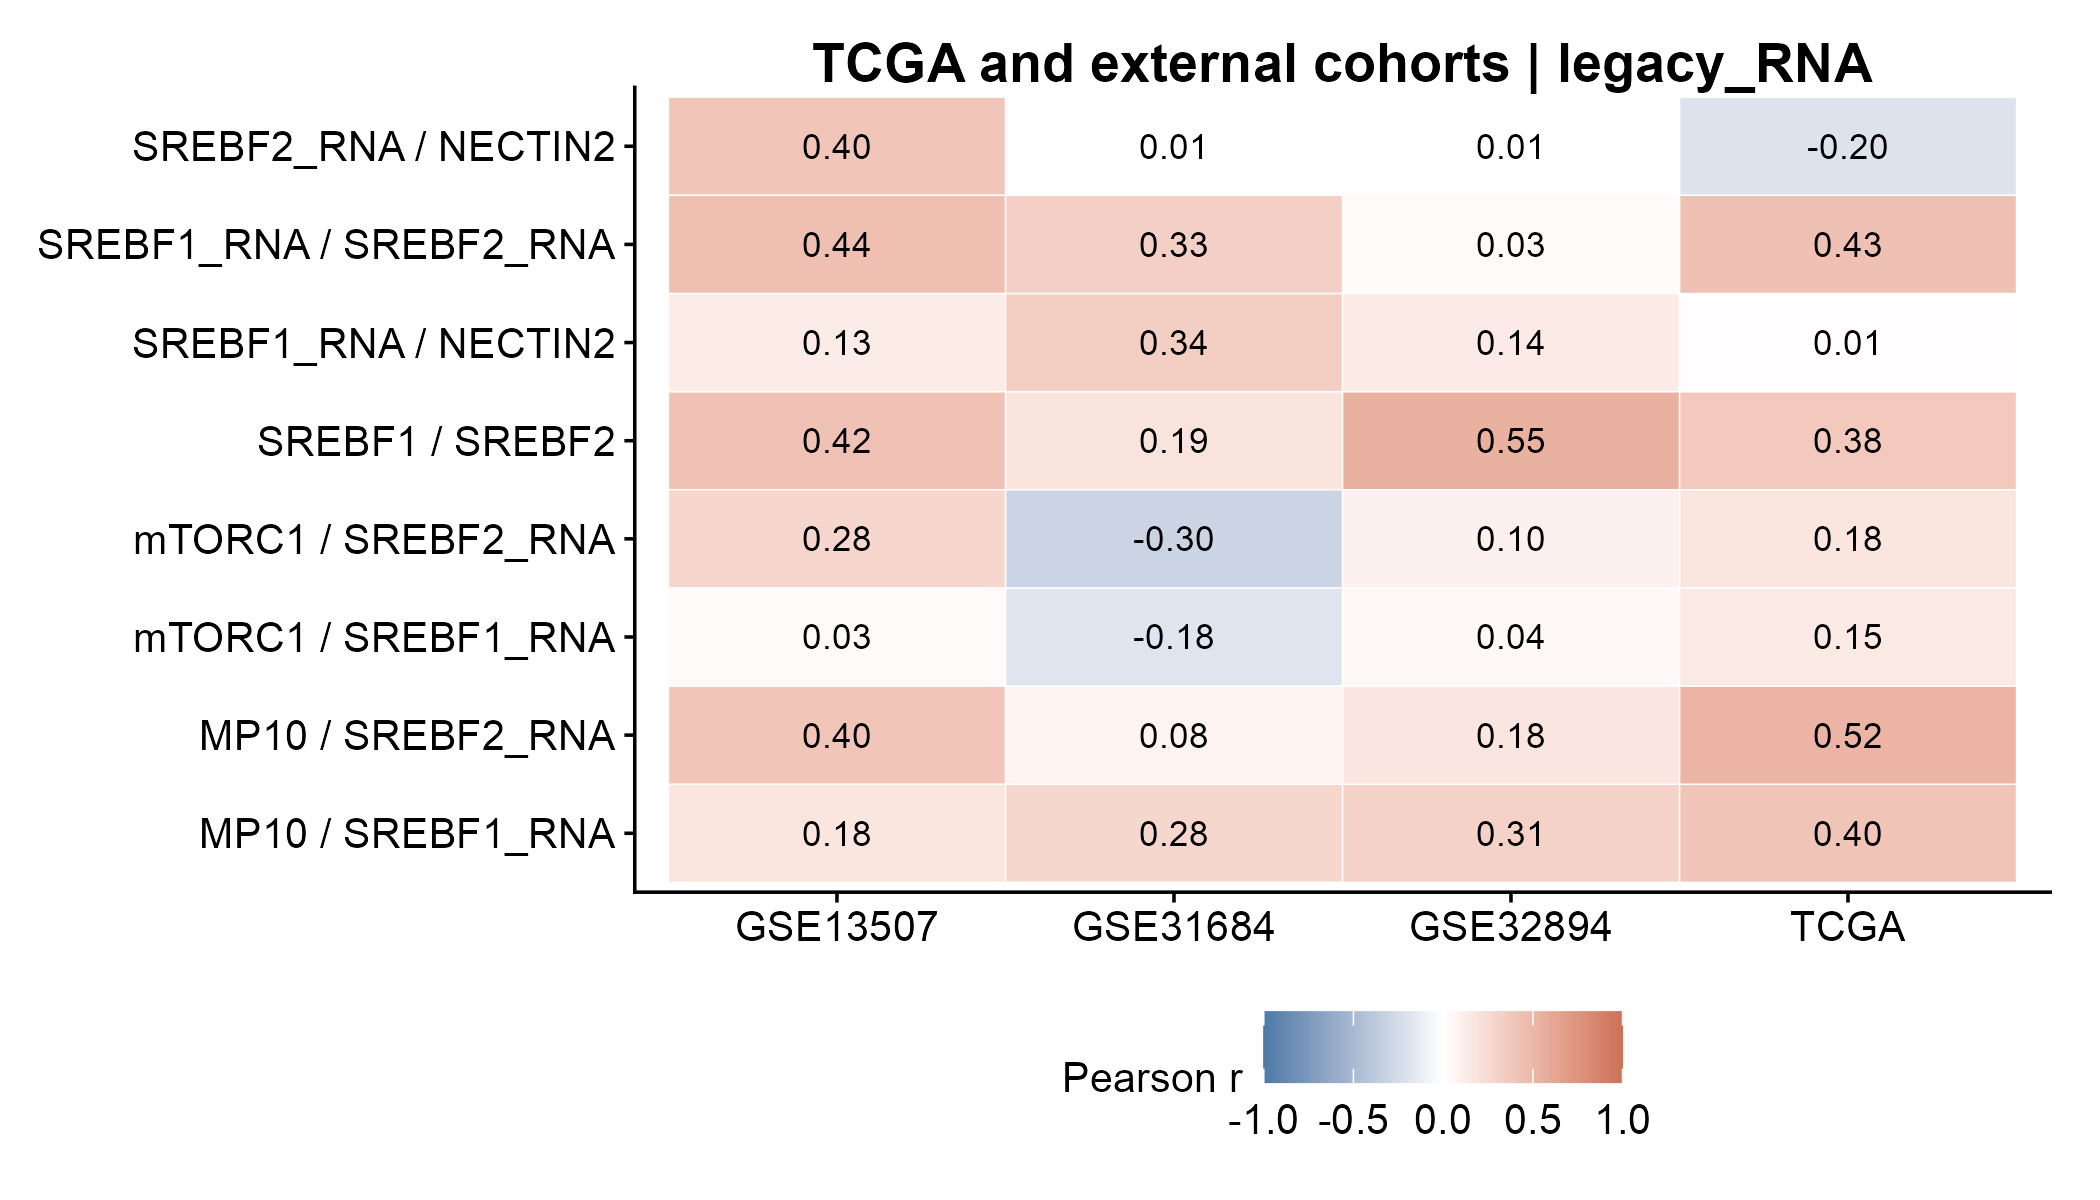 TCGA and external cohorts | legacy_RNA
SREBF2_RNA / NECTIN2 0.40 0.01 0.01 -0.20
SREBF1_RNA / SREBF2_RNA 0.44 0.33 0.03 0.43
SREBF1_RNA / NECTIN2 0.13 0.34 0.14 0.01
SREBF1 / SREBF2 0.42 0.19 0.55 0.38
mTORC1 / SREBF2_RNA 0.28 -0.30 0.10 0.18
mTORC1 / SREBF1_RNA 0.03 -0.18 0.04 0.15
MP10 / SREBF2_RNA 0.40 0.08 0.18 0.52
MP10 / SREBF1_RNA 0.18 0.28 0.31 0.40
GSE13507 GSE31684 GSE32894 TCGA
Pearson r
-1.0 -0.5 0.0 0.5 1.0